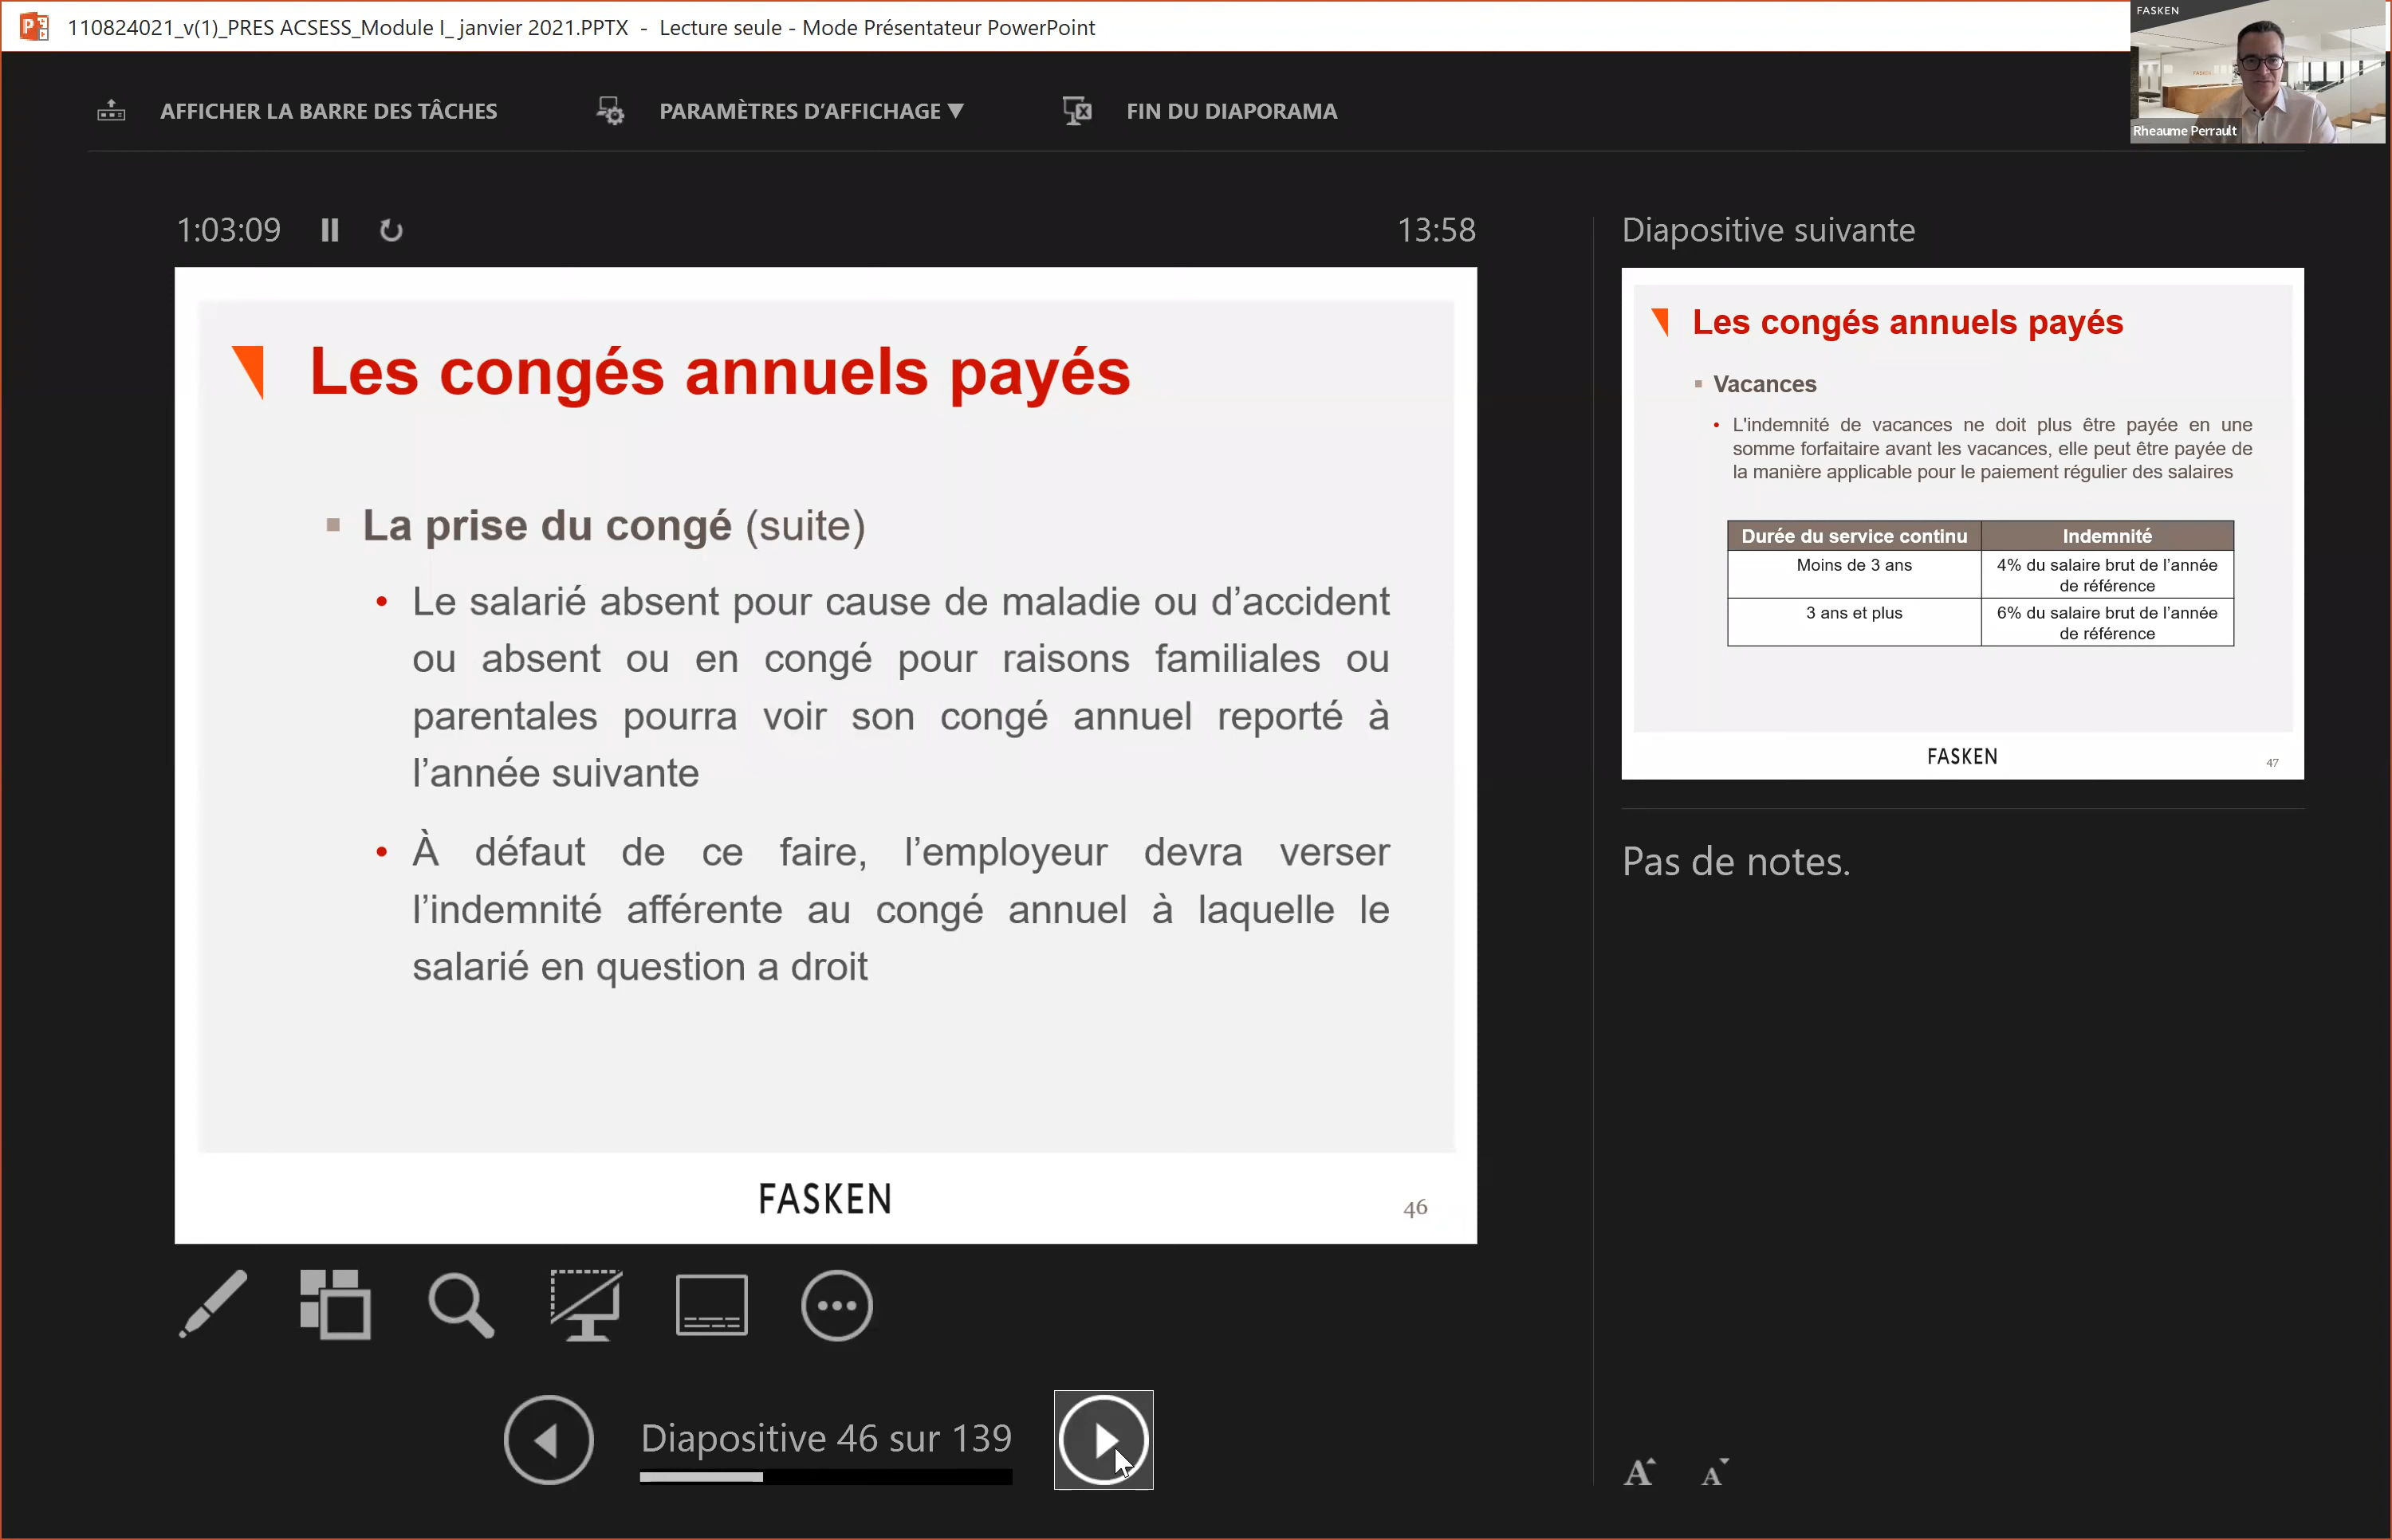 110824021_v(1)_PRES ACSESS_Module I_ janvier 2021.PPTX - Lecture seule - Mode Présentateur PowerPoint
FASKEN
Rheaume Perrault
AFFICHER LA BARRE DES TÂCHES
PARAMÈTRES D'AFFICHAGE ▼
FIN DU DIAPORAMA
1:03:09
13:58
Les congés annuels payés
La prise du congé (suite)
• Le salarié absent pour cause de maladie ou d’accident
ou absent ou en congé pour raisons familiales ou
parentales pourra voir son congé annuel reporté à
l’année suivante
• À défaut de ce faire, l’employeur devra verser
l’indemnité afférente au congé annuel à laquelle le
salarié en question a droit
FASKEN
46
Diapositive 46 sur 139
Diapositive suivante
Les congés annuels payés
Vacances
• L'indemnité de vacances ne doit plus être payée en une
somme forfaitaire avant les vacances, elle peut être payée de
la manière applicable pour le paiement régulier des salaires
Durée du service continu Indemnité
Moins de 3 ans 4% du salaire brut de l’année
de référence
3 ans et plus 6% du salaire brut de l’année
de référence
FASKEN
47
Pas de notes.
A A